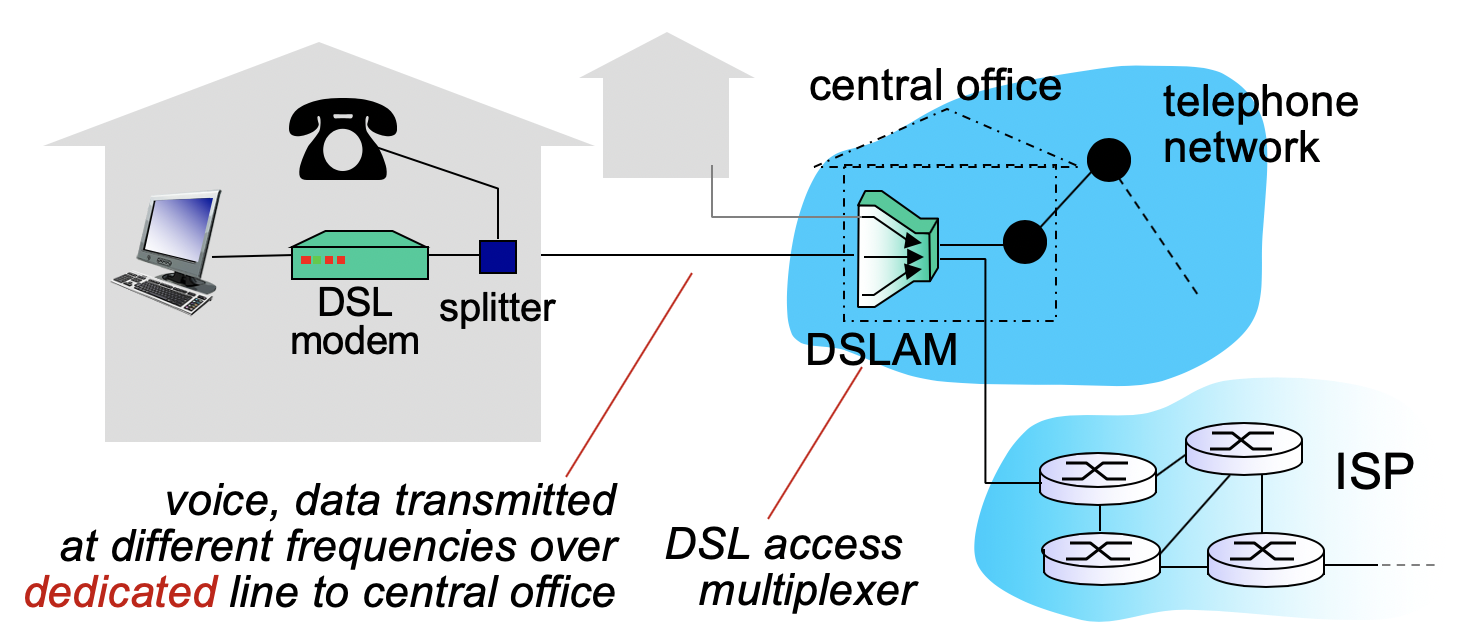 central office
telephone
network
DSL
modem
splitter
DSLAM
ISP
voice, data transmitted
at different frequencies over
dedicated line to central office
DSL access
multiplexer